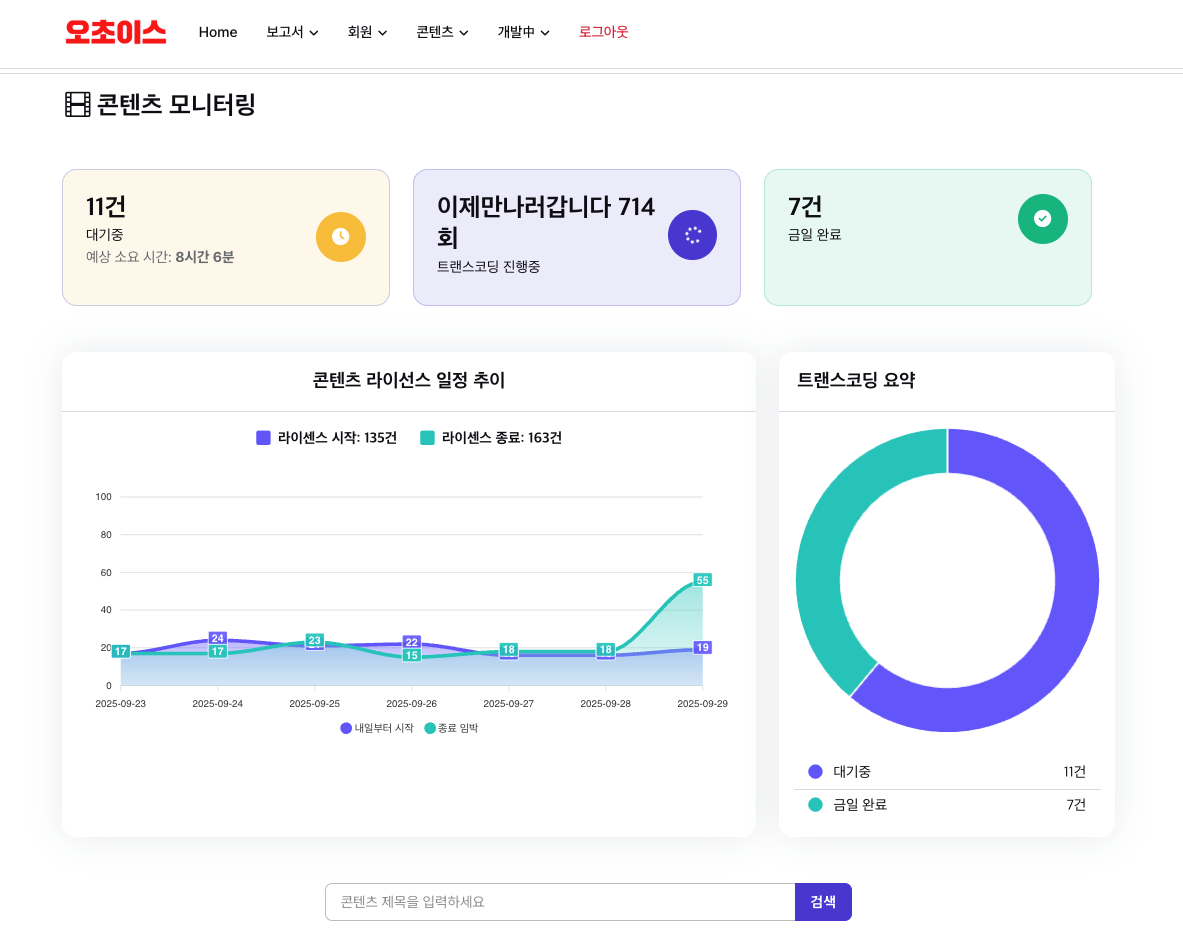 오초이스
Home 보고서 회원 콘텐츠 개발中 로그아웃
콘텐츠 모니터링
11건
대기중
예상 소요 시간: 8시간 6분
이제만나러갑니다 714
회
트랜스코딩 진행중
7건
금일 완료
콘텐츠 라이선스 일정 추이
라이센스 시작: 135건 라이센스 종료: 163건
100
80
60
40
20
0
17
24
17
23
22
15
18
18
55
19
2025-09-23 2025-09-24 2025-09-25 2025-09-26 2025-09-27 2025-09-28 2025-09-29
내일부터 시작 종료 임박
트랜스코딩 요약
대기중 11건
금일 완료 7건
콘텐츠 제목을 입력하세요 검색